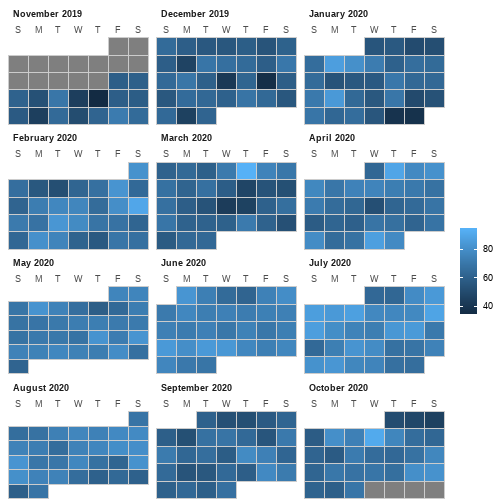 November 2019 December 2019 January 2020
S M T W T F S S M T W T F S S M T W T F S
February 2020 March 2020 April 2020
S M T W T F S S M T W T F S S M T W T F S
80
60
40
May 2020 June 2020 July 2020
S M T W T F S S M T W T F S S M T W T F S
August 2020 September 2020 October 2020
S M T W T F S S M T W T F S S M T W T F S